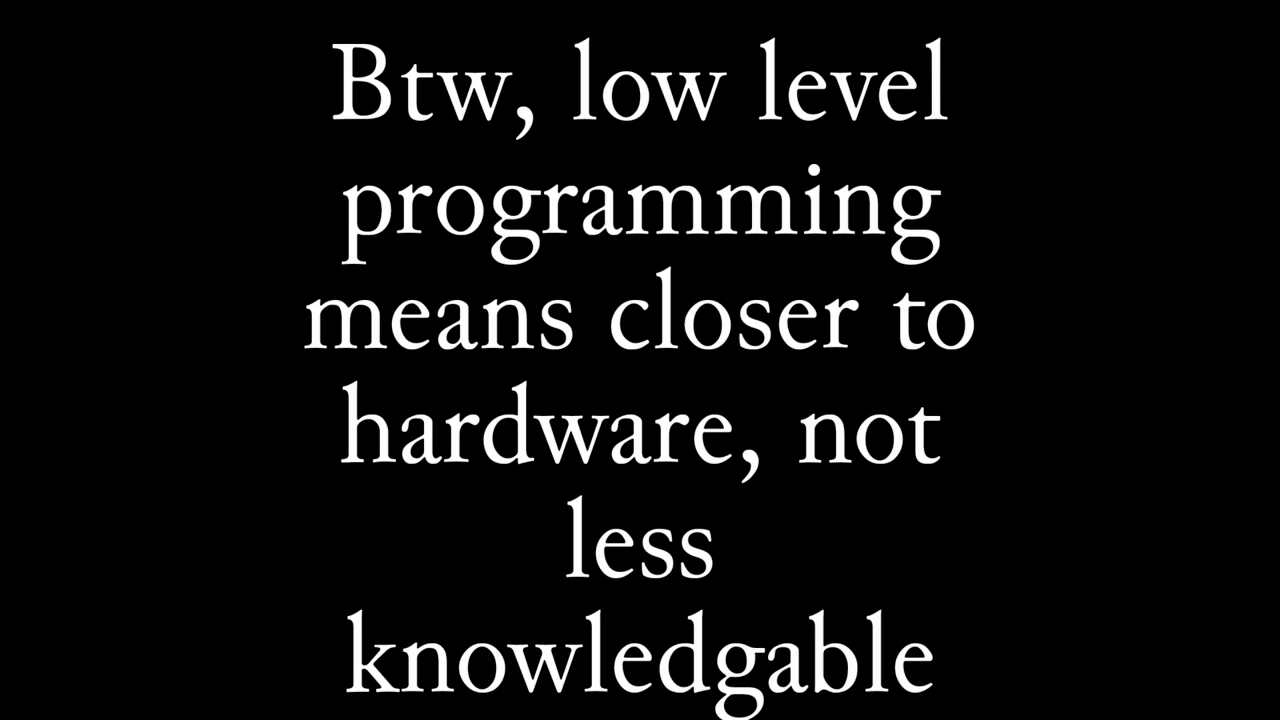 Btw, low level
programming
means closer to
hardware, not
less
knowledgable